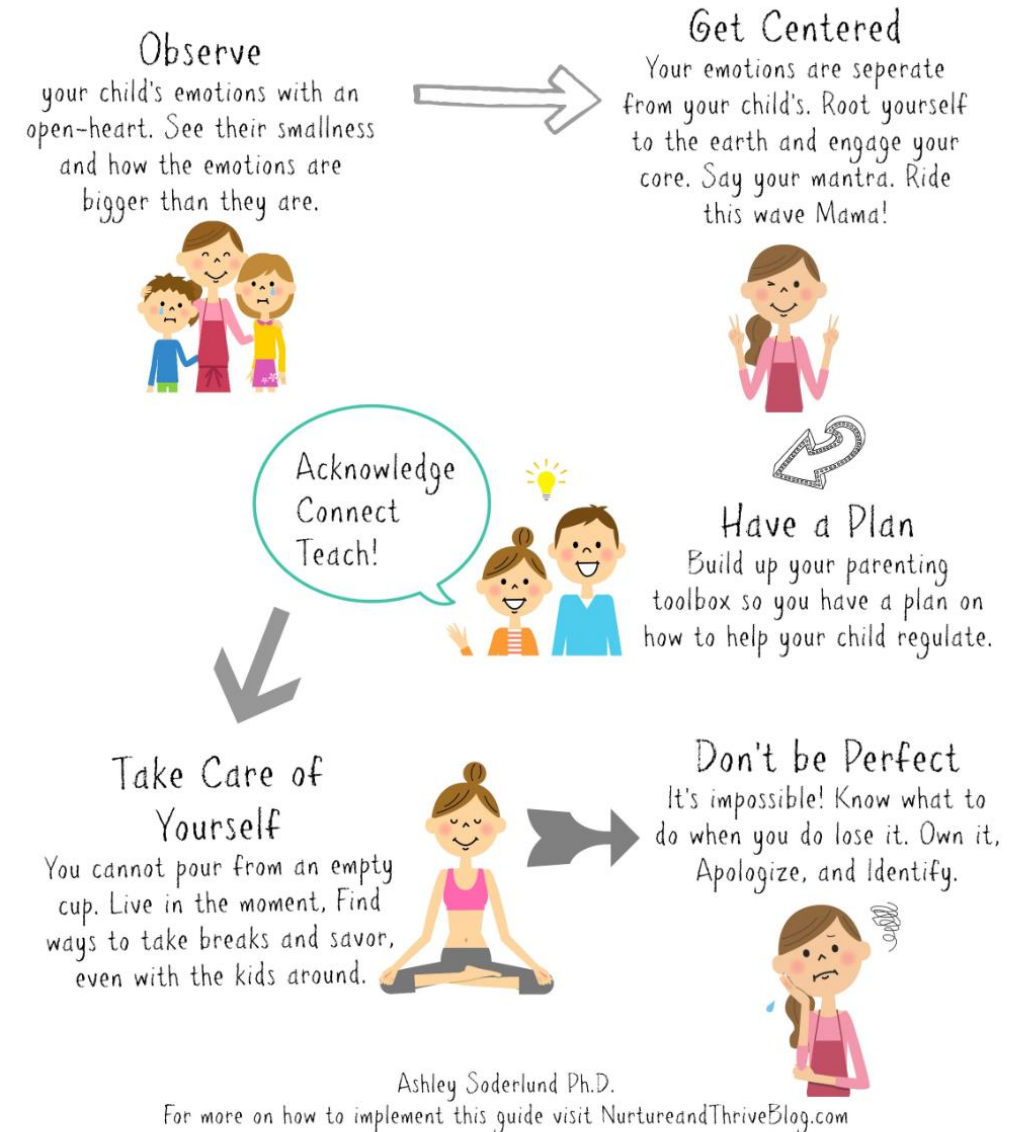 Observe
your child's emotions with an
open-heart. See their smallness
and how the emotions are
bigger than they are.
Get Centered
Your emotions are seperate
from your child's. Root yourself
to the earth and engage your
core. Say your mantra. Ride
this wave Mama!
Acknowledge
Connect
Teach!
Have a Plan
Build up your parenting
toolbox so you have a plan on
how to help your child regulate.
Take Care of
Yourself
You cannot pour from an empty
cup. Live in the moment, Find
ways to take breaks and savor,
even with the kids around.
Don't be Perfect
It's impossible! Know what to
do when you do lose it. Own it,
Apologize, and Identify.
Ashley Soderlund Ph.D.
For more on how to implement this guide visit NurtureandThriveBlog.com